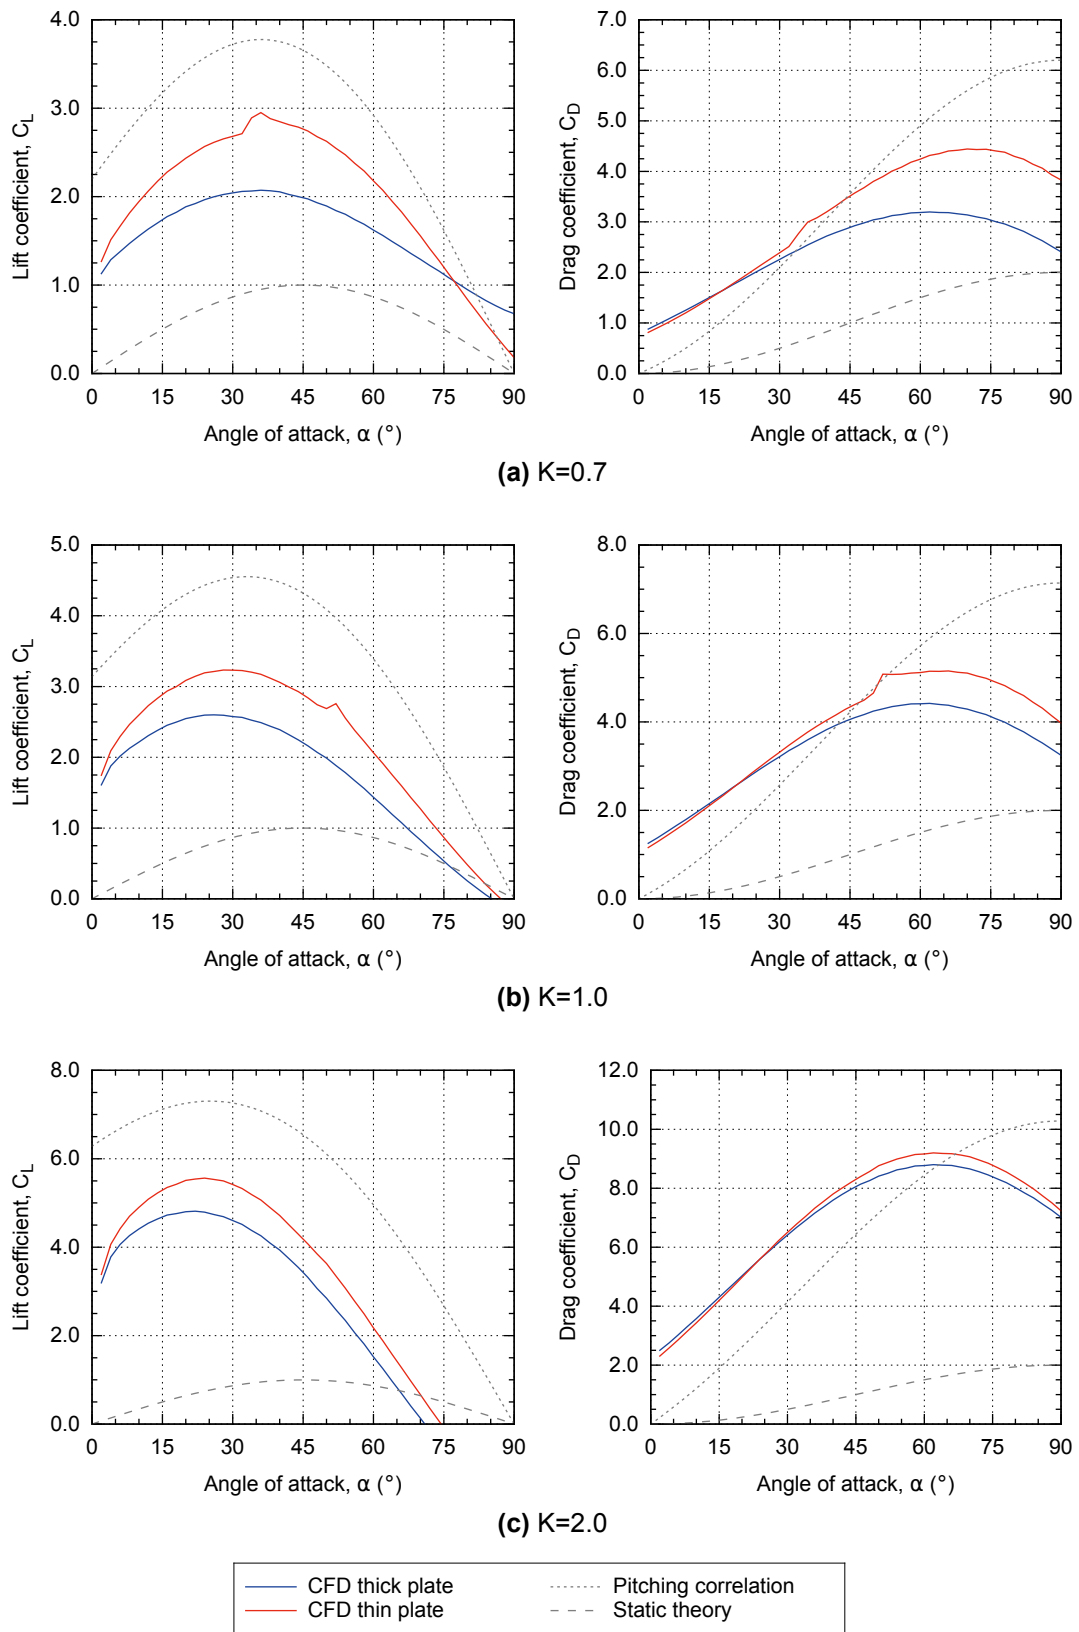 4.0
3.0
2.0
1.0
0.0
Lift coefficient, C_L
0 15 30 45 60 75 90
Angle of attack, α (°)
7.0
6.0
5.0
4.0
3.0
2.0
1.0
0.0
Drag coefficient, C_D
0 15 30 45 60 75 90
Angle of attack, α (°)
(a) K=0.7
5.0
4.0
3.0
2.0
1.0
0.0
Lift coefficient, C_L
0 15 30 45 60 75 90
Angle of attack, α (°)
8.0
6.0
4.0
2.0
0.0
Drag coefficient, C_D
0 15 30 45 60 75 90
Angle of attack, α (°)
(b) K=1.0
8.0
6.0
4.0
2.0
0.0
Lift coefficient, C_L
0 15 30 45 60 75 90
Angle of attack, α (°)
12.0
10.0
8.0
6.0
4.0
2.0
0.0
Drag coefficient, C_D
0 15 30 45 60 75 90
Angle of attack, α (°)
(c) K=2.0
CFD thick plate
CFD thin plate
Pitching correlation
Static theory